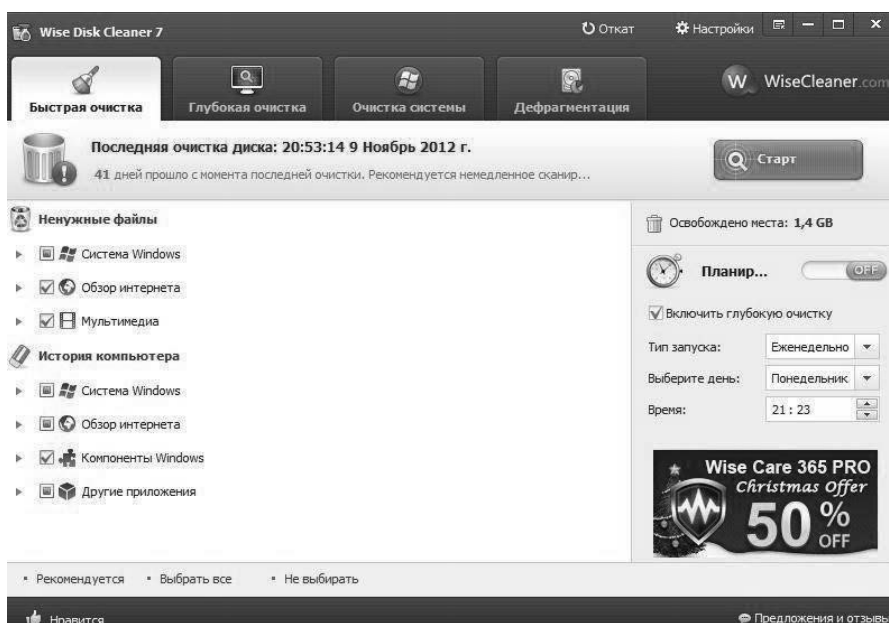 Wise Disk Cleaner 7
Откат
Настройки
Быстрая очистка
Глубокая очистка
Очистка системы
Дефрагментация
W WiseCleaner.com
Последняя очистка диска: 20:53:14 9 Ноябрь 2012 г.
41 дней прошло с момента последней очистки. Рекомендуется немедленное сканир...
Старт
Ненужные файлы
Система Windows
Обзор интернета
Мультимедиа
История компьютера
Система Windows
Обзор интернета
Компоненты Windows
Другие приложения
Освобождено места: 1,4 GB
Планир...
OFF
Включить глубокую очистку
Тип запуска: Еженедельно
Выберите день: Понедельник
Время: 21 : 23
Wise Care 365 PRO
Christmas Offer
50 % OFF
Рекомендуется
Выбрать все
Не выбирать
Нравится
Предложения и отзывы